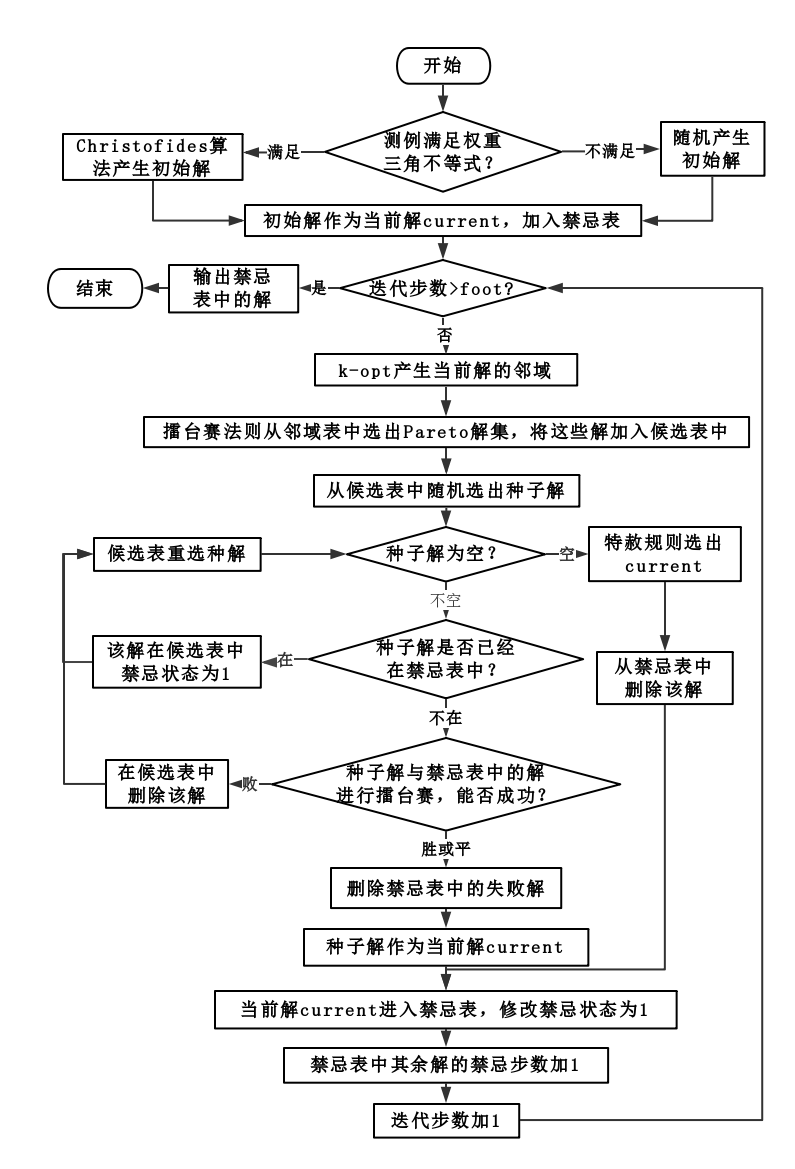 开始
测例满足权重
三角不等式？
满足
不满足
Christofides算
法产生初始解
随机产生
初始解
初始解作为当前解current，加入禁忌表
迭代步数>foot?
是
输出禁忌
表中的解
结束
否
k-opt产生当前解的邻域
擂台赛法则从邻域表中选出Pareto解集，将这些解加入候选表中
从候选表中随机选出种子解
候选表重选种解
种子解为空？
空
特赦规则选出
current
不空
种子解是否已经
在禁忌表中？
在
该解在候选表中
禁忌状态为1
从禁忌表中
删除该解
不在
种子解与禁忌表中的解
进行擂台赛，能否成功？
败
在候选表中
删除该解
胜或平
删除禁忌表中的失败解
种子解作为当前解current
当前解current进入禁忌表，修改禁忌状态为1
禁忌表中其余解的禁忌步数加1
迭代步数加1